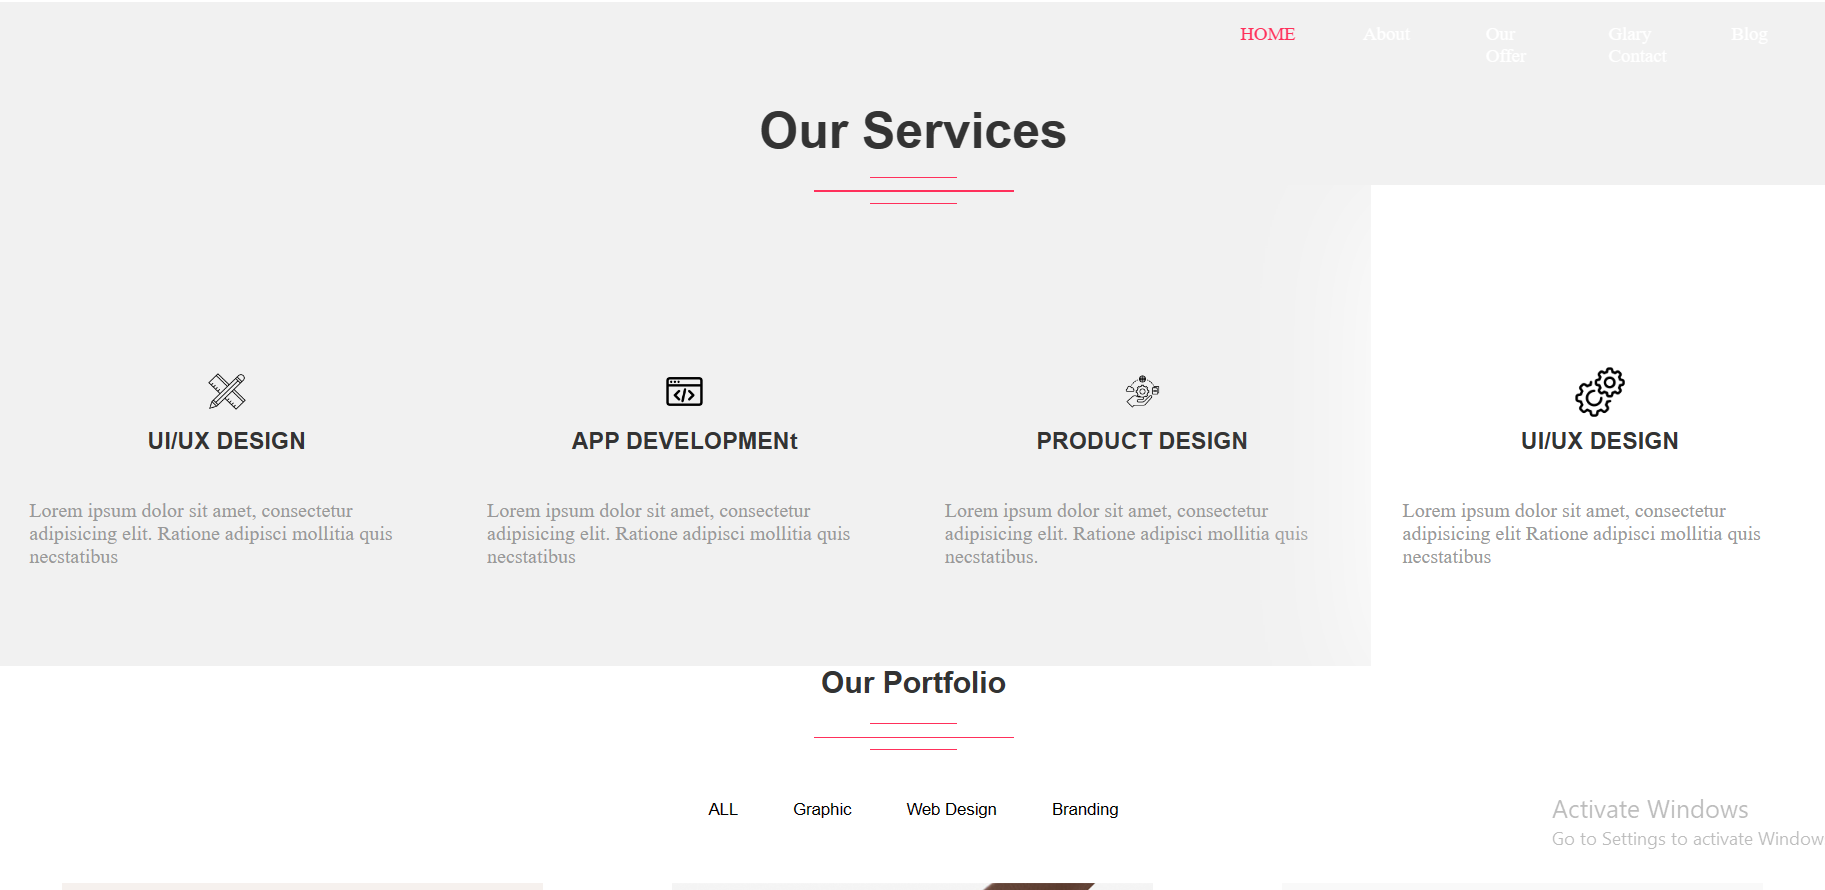 HOME About Our Glary Blog
Offer Contact
Our Services
UI/UX DESIGN
Lorem ipsum dolor sit amet, consectetur
adipisicing elit. Ratione adipisci mollitia quis
necstatibus
APP DEVELOPMENt
Lorem ipsum dolor sit amet, consectetur
adipisicing elit. Ratione adipisci mollitia quis
necstatibus
PRODUCT DESIGN
Lorem ipsum dolor sit amet, consectetur
adipisicing elit. Ratione adipisci mollitia quis
necstatibus.
UI/UX DESIGN
Lorem ipsum dolor sit amet, consectetur
adipisicing elit Ratione adipisci mollitia quis
necstatibus
Our Portfolio
ALL Graphic Web Design Branding
Activate Windows
Go to Settings to activate Window